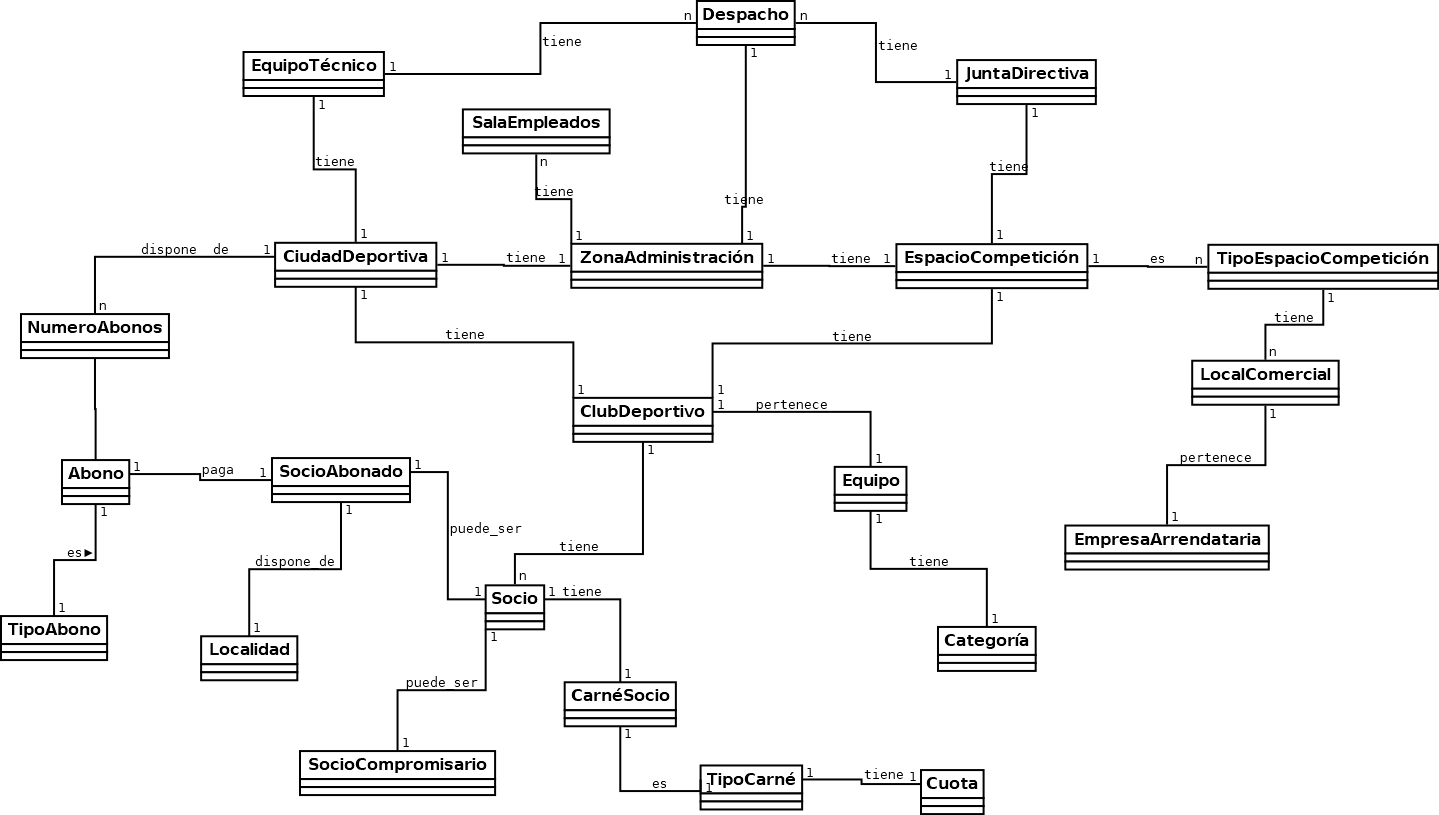 n Despacho n
tiene
tiene
EquipoTécnico 1
1
1 JuntaDirectiva
1
1
SalaEmpleados
n
tiene
tiene
tiene
tiene
1
1
1
1
dispone de 1
CiudadDeportiva 1
tiene 1
ZonaAdministración 1
tiene 1
EspacioCompetición 1
es n
TipoEspacioCompetición
1
1
1
n
NumeroAbonos
tiene
tiene
tiene
n
LocalComercial
1
1
1
ClubDeportivo 1
pertenece
1
1
Equipo
1
pertenece
1
EmpresaArrendataria
Abono 1
paga 1
SocioAbonado 1
1
1
es►
1
TipoAbono
dispone_de
1
Localidad
puede_ser
tiene
n
1 Socio 1 tiene
1
tiene
1
Categoría
puede_ser
1
SocioCompromisario
1
CarnéSocio
1
es 1
TipoCarné 1
tiene 1
Cuota